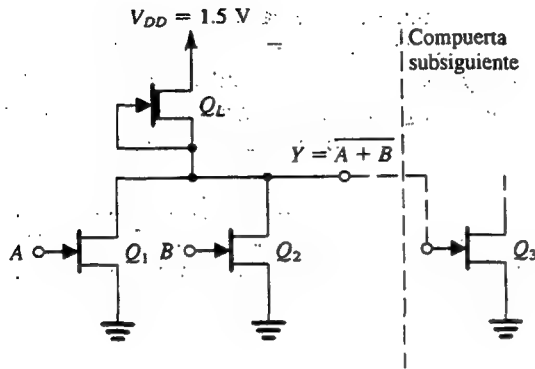 V_DD = 1.5 V
Compuerta
subsiguiente
Q_L
Y = \overline{A + B}
A
Q_1
B
Q_2
Q_3